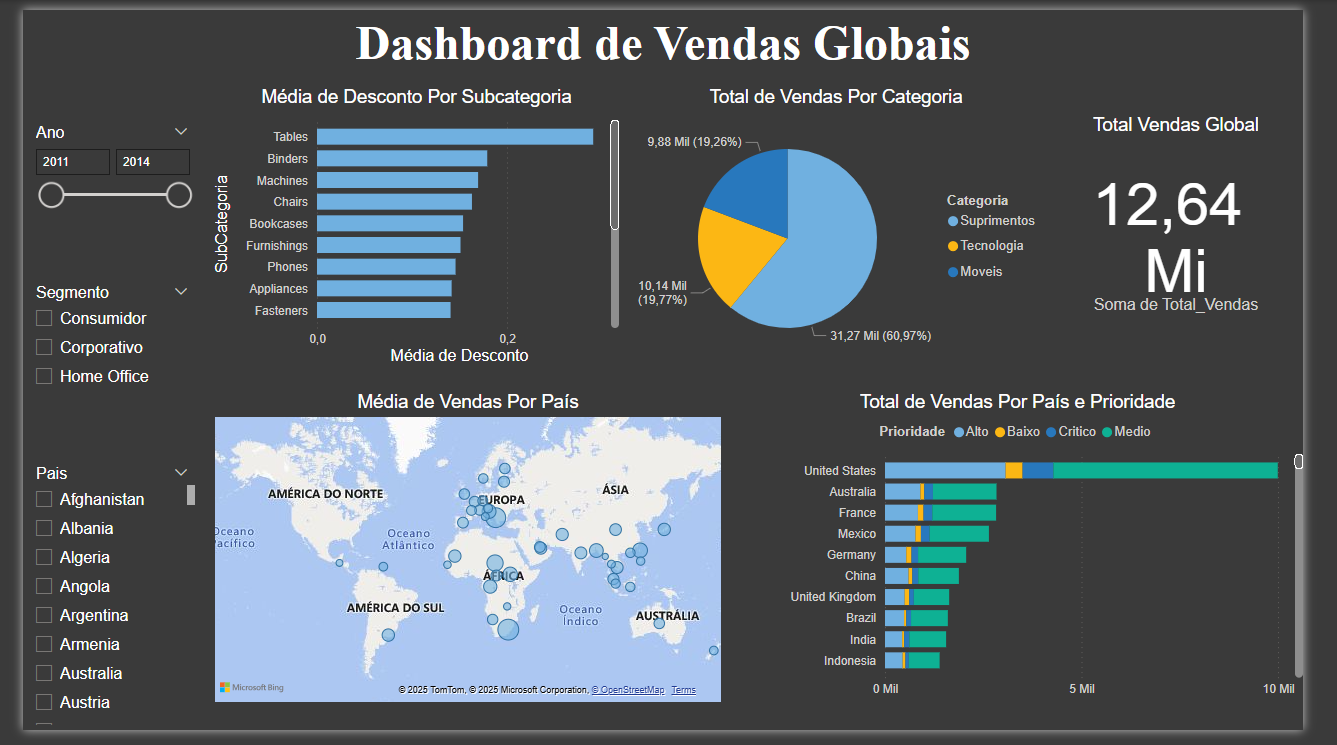 Dashboard de Vendas Globais
Ano
2011
2014
Segmento
Consumidor
Corporativo
Home Office
Pais
Afghanistan
Albania
Algeria
Angola
Argentina
Armenia
Australia
Austria
Média de Desconto Por Subcategoria
SubCategoria
Tables
Binders
Machines
Chairs
Bookcases
Furnishings
Phones
Appliances
Fasteners
0,0
0,2
Média de Desconto
Total de Vendas Por Categoria
9,88 Mil (19,26%)
10,14 Mil
(19,77%)
31,27 Mil (60,97%)
Categoria
Suprimentos
Tecnologia
Moveis
Total Vendas Global
12,64
Mi
Soma de Total_Vendas
Média de Vendas Por País
AMÉRICA DO NORTE
EUROPA
ÁSIA
Oceano
Atlântico
ÁFRICA
AMÉRICA DO SUL
Oceano
Índico
AUSTRÁLIA
Microsoft Bing
© 2025 TomTom, © 2025 Microsoft Corporation, © OpenStreetMap Terms
Total de Vendas Por País e Prioridade
Prioridade Alto Baixo Critico Medio
United States
Australia
France
Mexico
Germany
China
United Kingdom
Brazil
India
Indonesia
0 Mil
5 Mil
10 Mil